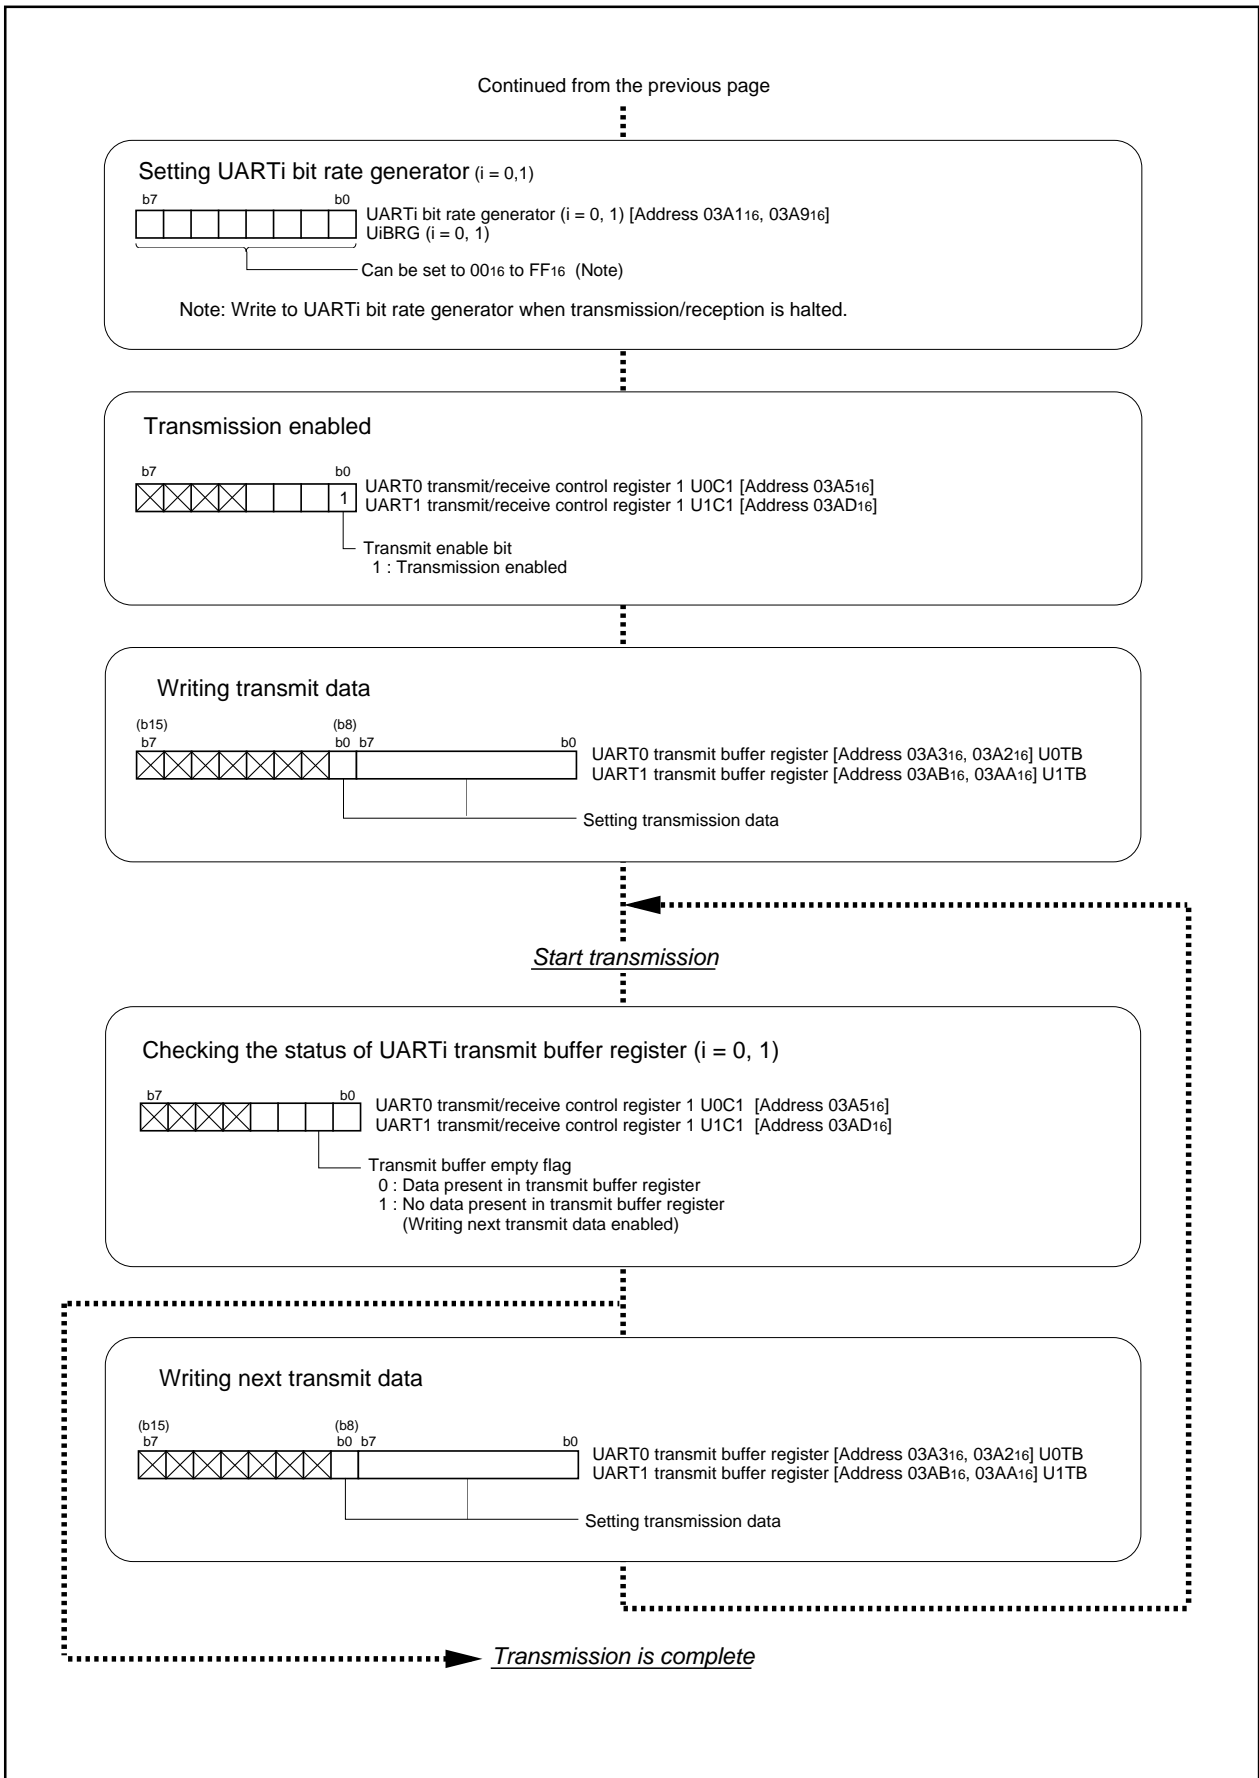 Continued from the previous page
Setting UARTi bit rate generator (i = 0,1)
b7 b0
UARTi bit rate generator (i = 0, 1) [Address 03A116, 03A916]
UiBRG (i = 0, 1)
Can be set to 0016 to FF16 (Note)
Note: Write to UARTi bit rate generator when transmission/reception is halted.
Transmission enabled
b7 b0
1
UART0 transmit/receive control register 1 U0C1 [Address 03A516]
UART1 transmit/receive control register 1 U1C1 [Address 03AD16]
Transmit enable bit
1 : Transmission enabled
Writing transmit data
(b15) (b8)
b7 b0 b7 b0
UART0 transmit buffer register [Address 03A316, 03A216] U0TB
UART1 transmit buffer register [Address 03AB16, 03AA16] U1TB
Setting transmission data
Start transmission
Checking the status of UARTi transmit buffer register (i = 0, 1)
b7 b0
UART0 transmit/receive control register 1 U0C1 [Address 03A516]
UART1 transmit/receive control register 1 U1C1 [Address 03AD16]
Transmit buffer empty flag
0 : Data present in transmit buffer register
1 : No data present in transmit buffer register
(Writing next transmit data enabled)
Writing next transmit data
(b15) (b8)
b7 b0 b7 b0
UART0 transmit buffer register [Address 03A316, 03A216] U0TB
UART1 transmit buffer register [Address 03AB16, 03AA16] U1TB
Setting transmission data
Transmission is complete